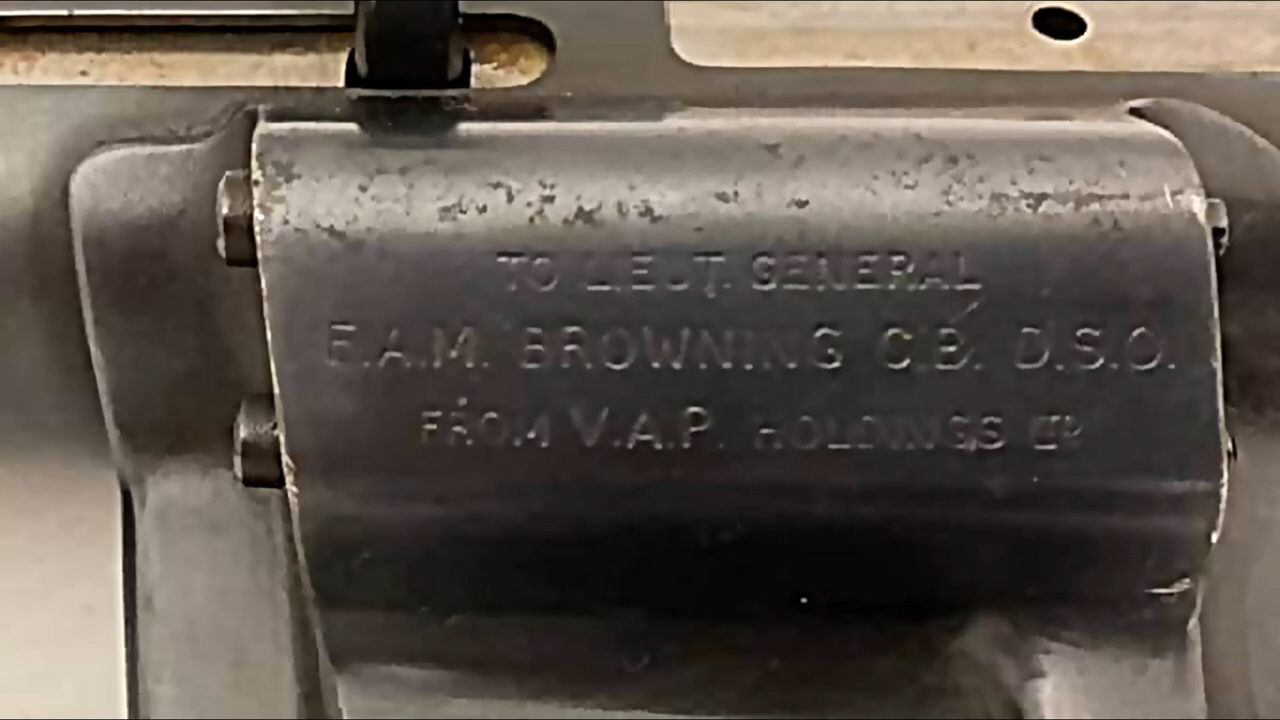 TO LIEUT. GENERAL
F.A.M. BROWNING C.B. D.S.O.
FROM V.A.P. HOLDINGS LTD